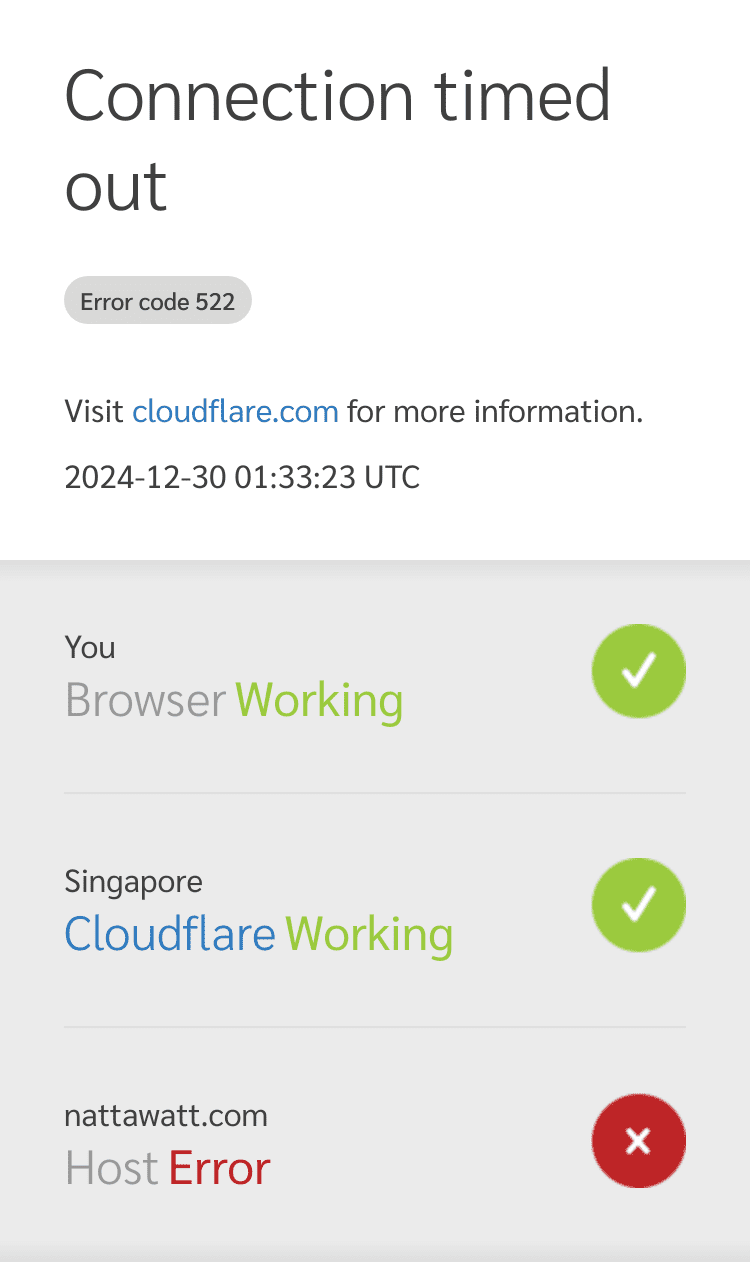 Connection timed
out
Error code 522
Visit cloudflare.com for more information.
2024-12-30 01:33:23 UTC
You
Browser Working
Singapore
Cloudflare Working
nattawatt.com
Host Error